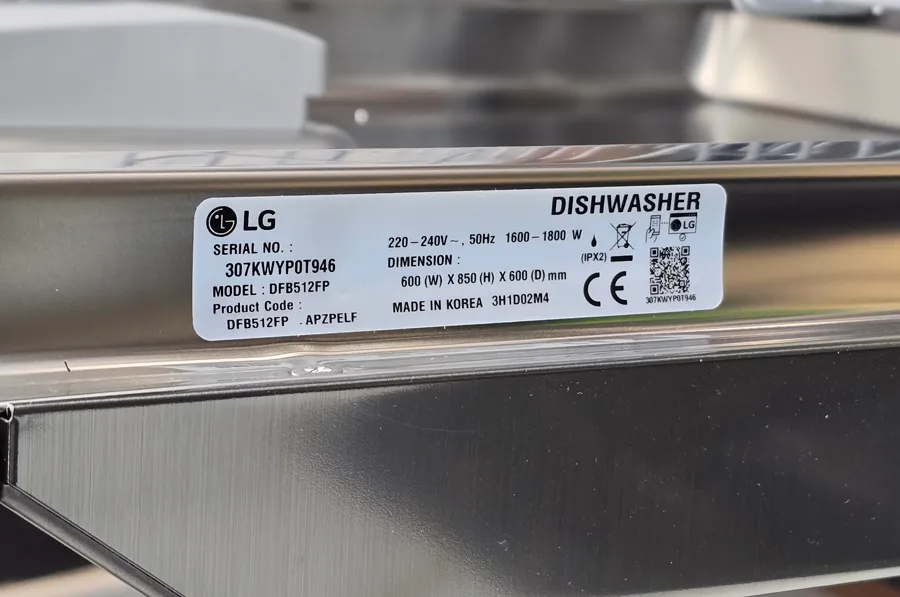 LG
SERIAL NO. :
307KWYP0T946
MODEL : DFB512FP
Product Code :
DFB512FP . APZPELF
220-240V~, 50Hz 1600-1800 W
DIMENSION :
600 (W) X 850 (H) X 600 (D) mm
MADE IN KOREA 3H1D02M4
DISHWASHER
LG
(IPX2)
CE
307KWYP0T946